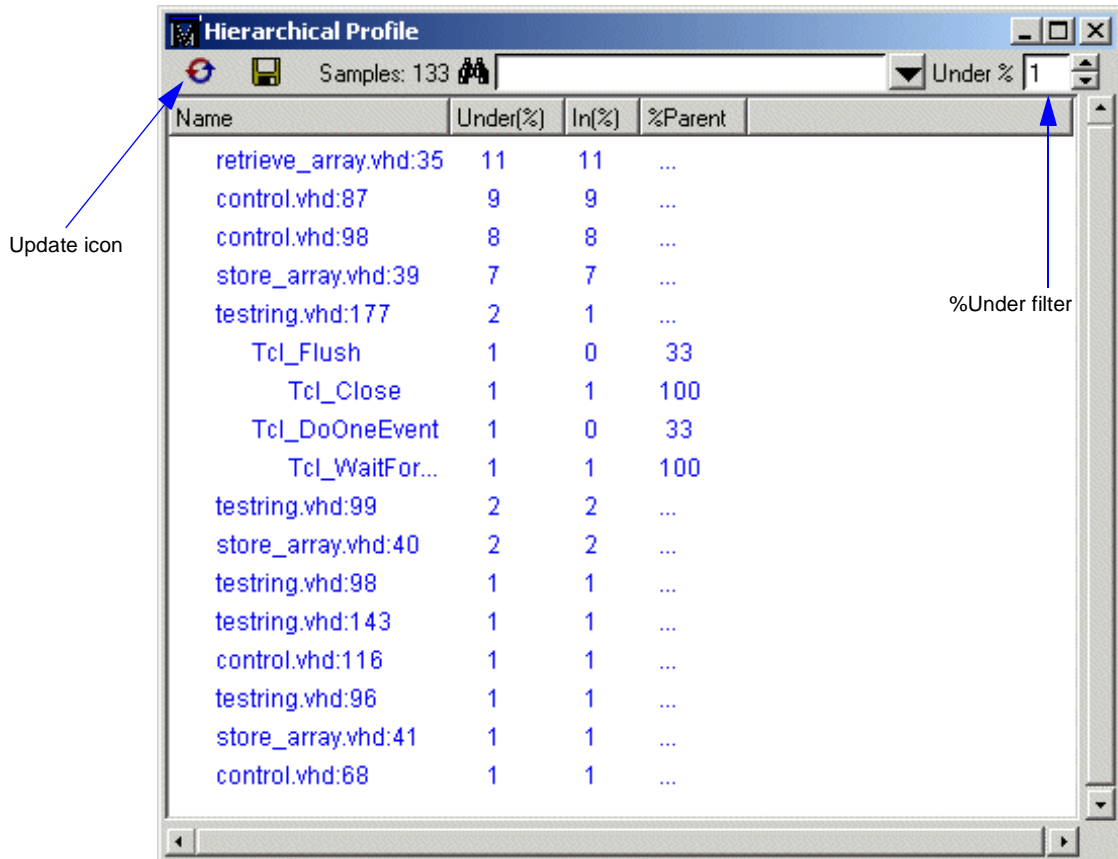 Hierarchical Profile
Samples: 133 Under % 1
Name Under(%) In(%) %Parent
retrieve_array.vhd:35 11 11 ...
control.vhd:87 9 9 ...
control.vhd:98 8 8 ...
Update icon
store_array.vhd:39 7 7 ...
%Under filter
testring.vhd:177 2 1 ...
Tcl_Flush 1 0 33
Tcl_Close 1 1 100
Tcl_DoOneEvent 1 0 33
Tcl_WaitFor... 1 1 100
testring.vhd:99 2 2 ...
store_array.vhd:40 2 2 ...
testring.vhd:98 1 1 ...
testring.vhd:143 1 1 ...
control.vhd:116 1 1 ...
testring.vhd:96 1 1 ...
store_array.vhd:41 1 1 ...
control.vhd:68 1 1 ...